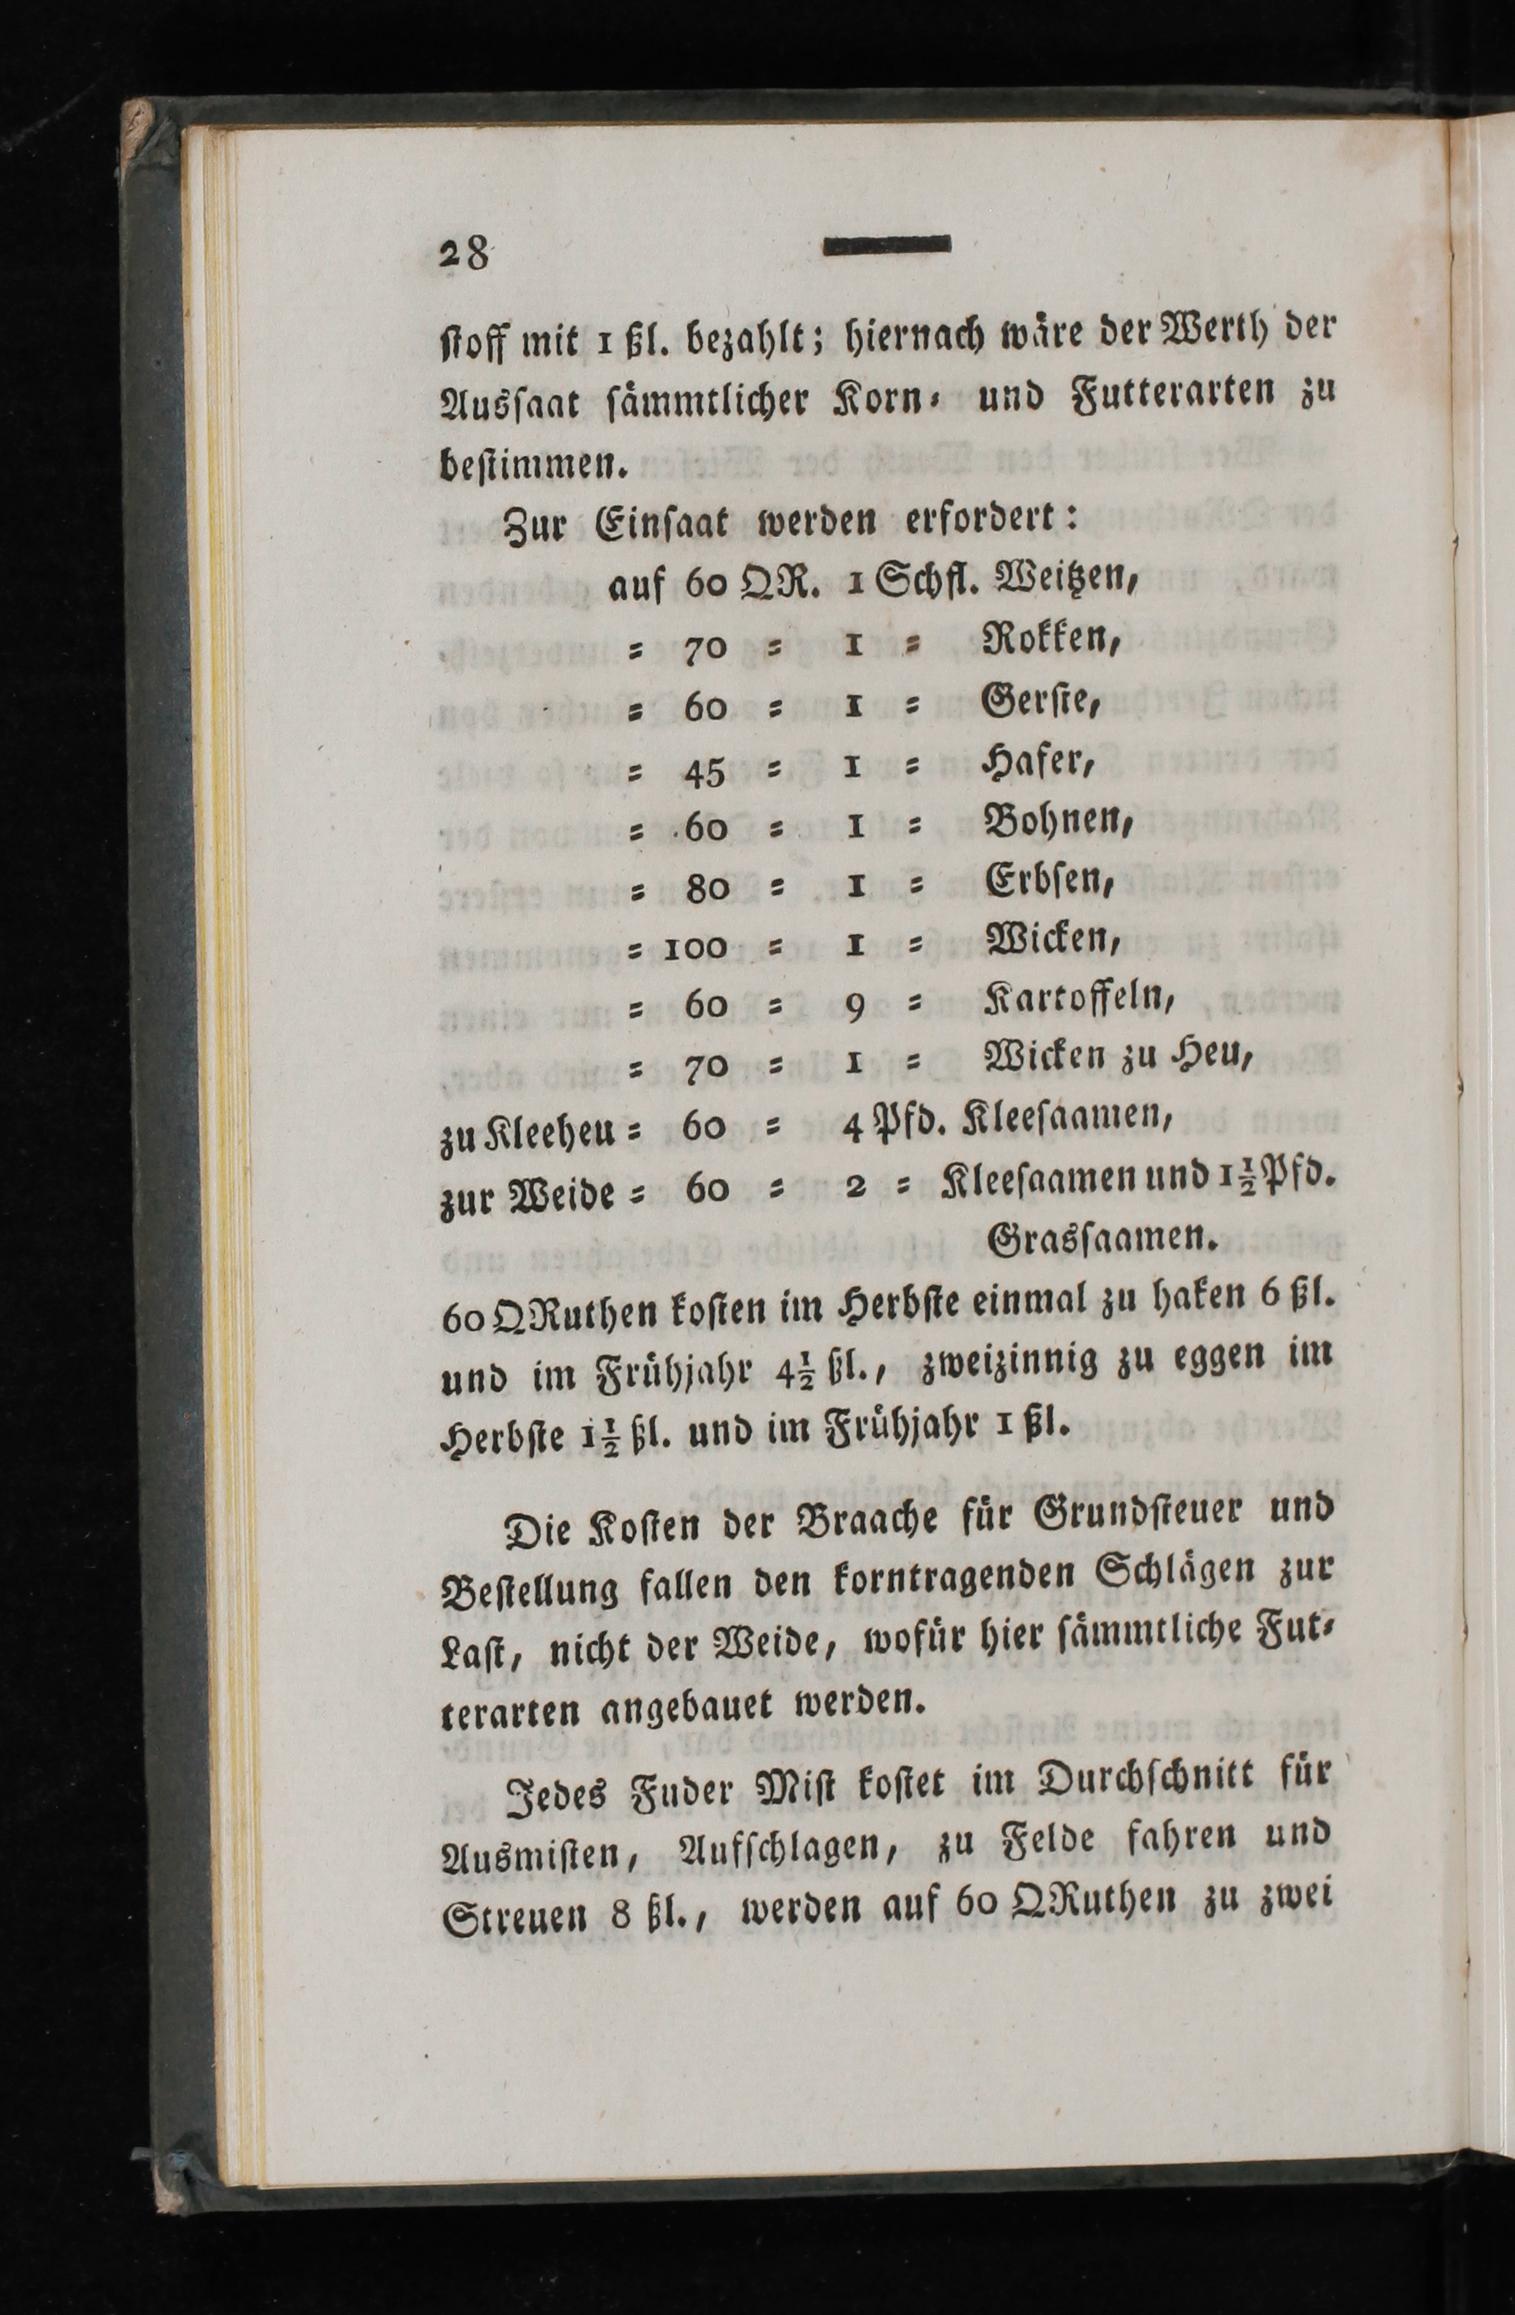 28
ſtoff mit 1 ßl. bezahlt; hiernach wäre der Werth der
Ausſaat ſämmtlicher Korn- und Futterarten zu
beſtimmen.
Zur Einſaat werden erfordert:
auf 60 QR. 1 Schfl. Weitzen,
= 70 = 1 = Rokken,
= 60 = 1 = Gerſte,
= 45 = 1 = Hafer,
= 60 = 1 = Bohnen,
= 80 = 1 = Erbſen,
= 100 = 1 = Wicken,
= 60 = 9 = Kartoffeln,
= 70 = 1 = Wicken zu Heu,
zu Kleeheu = 60 = 4 Pfd. Kleeſaamen,
zur Weide = 60 = 2 = Kleeſaamen und 1½ Pfd.
Grasſaamen.
60 QRuthen koſten im Herbſte einmal zu haken 6 ßl.
und im Frühjahr 4½ ßl., zweizinnig zu eggen im
Herbſte 1½ ßl. und im Frühjahr 1 ßl.
Die Koſten der Braache für Grundſteuer und
Beſtellung fallen den korntragenden Schlägen zur
Laſt, nicht der Weide, wofür hier ſämmtliche Fut-
terarten angebauet werden.
Jedes Fuder Miſt koſtet im Durchſchnitt für
Ausmiſten, Aufſchlagen, zu Felde fahren und
Streuen 8 ßl., werden auf 60 QRuthen zu zwei